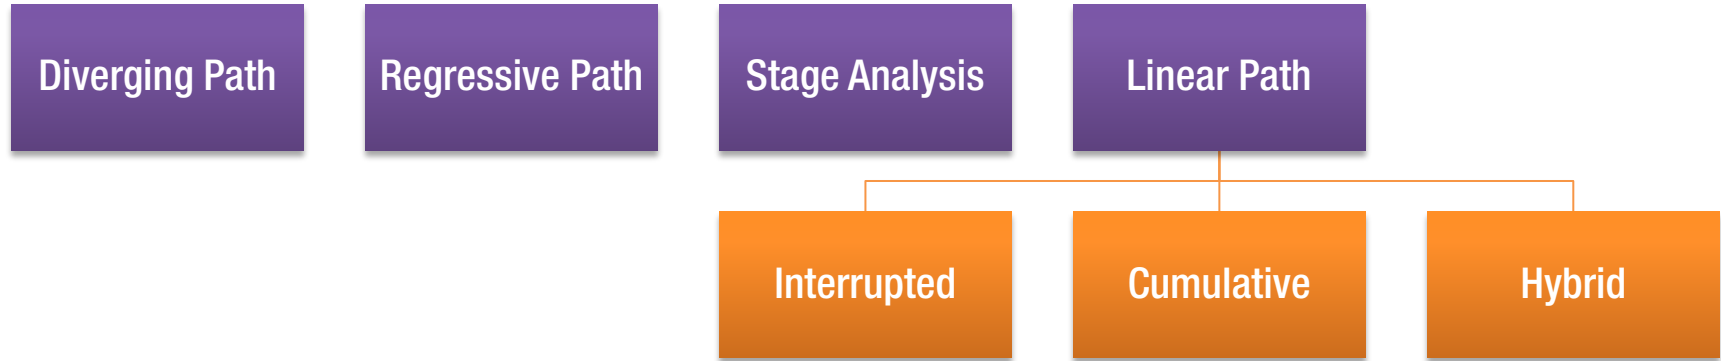 Diverging Path
Regressive Path
Stage Analysis
Linear Path
Interrupted
Cumulative
Hybrid